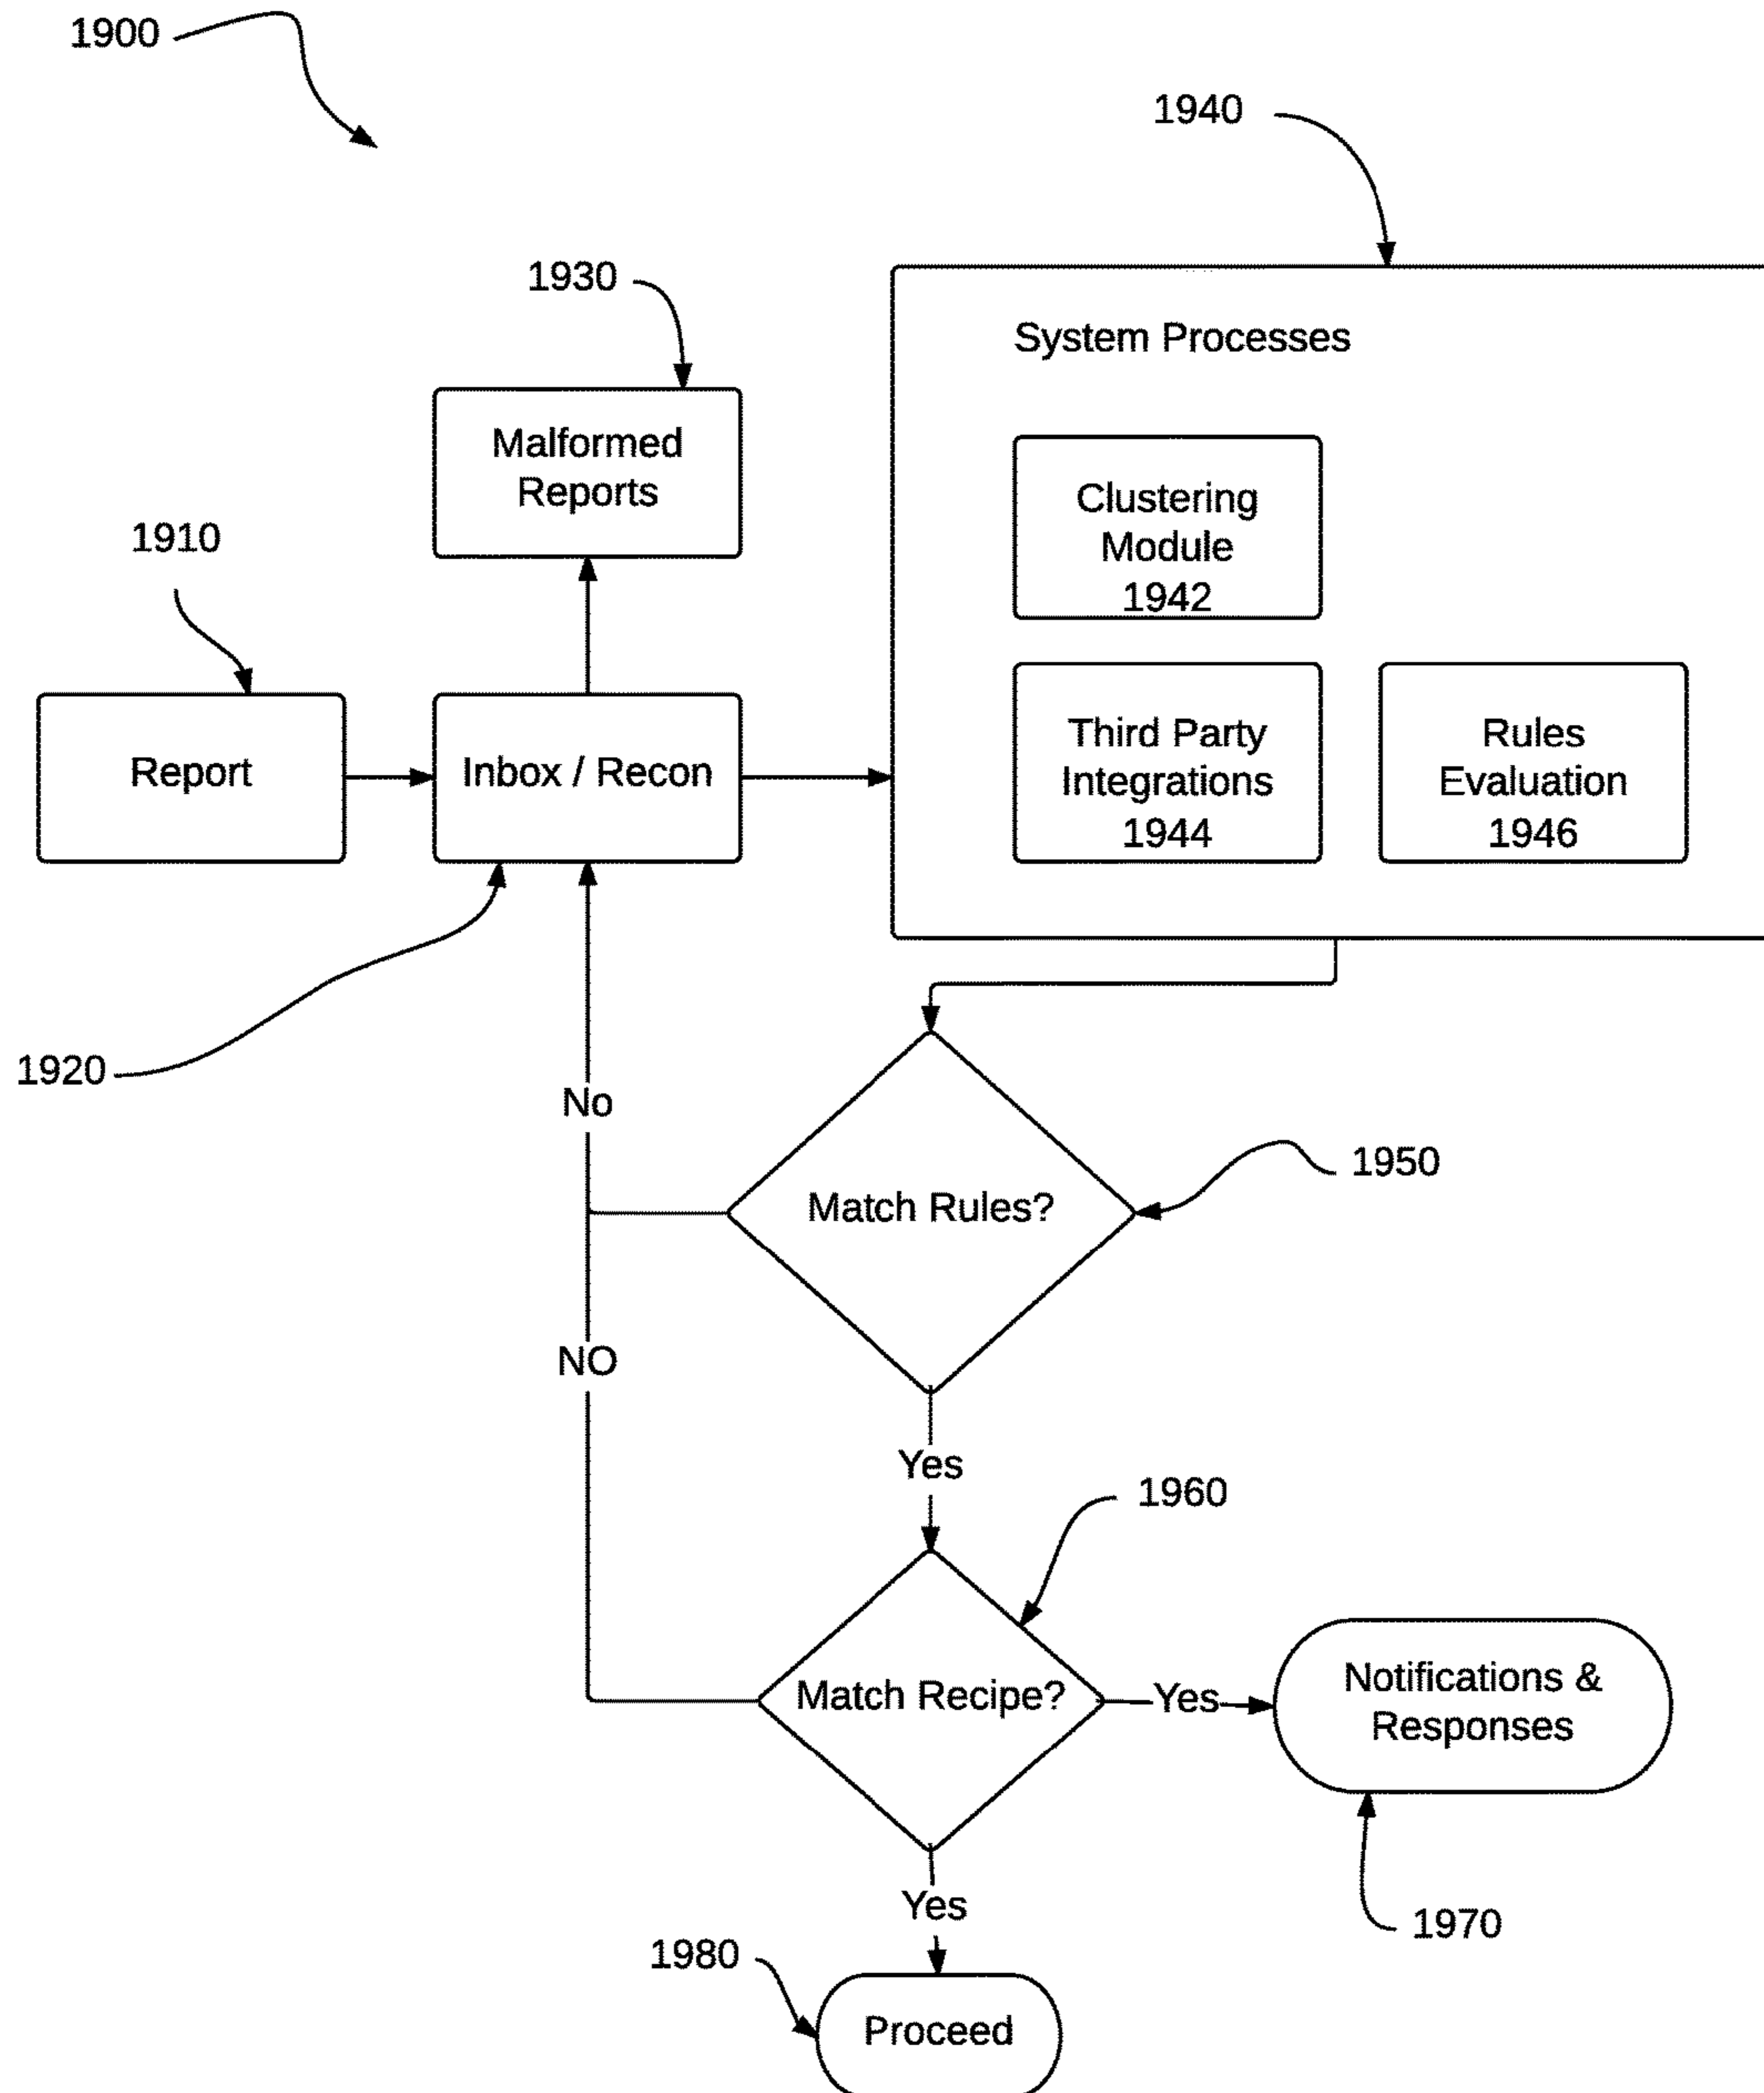 1900
1940
1930
System Processes
Malformed
Reports
Clustering
Module
1942
1910
Report
Inbox / Recon
Third Party
Integrations
1944
Rules
Evaluation
1946
1920
No
Match Rules?
1950
NO
Yes
1960
Match Recipe?
Yes
Notifications &
Responses
Yes
1970
1980
Proceed